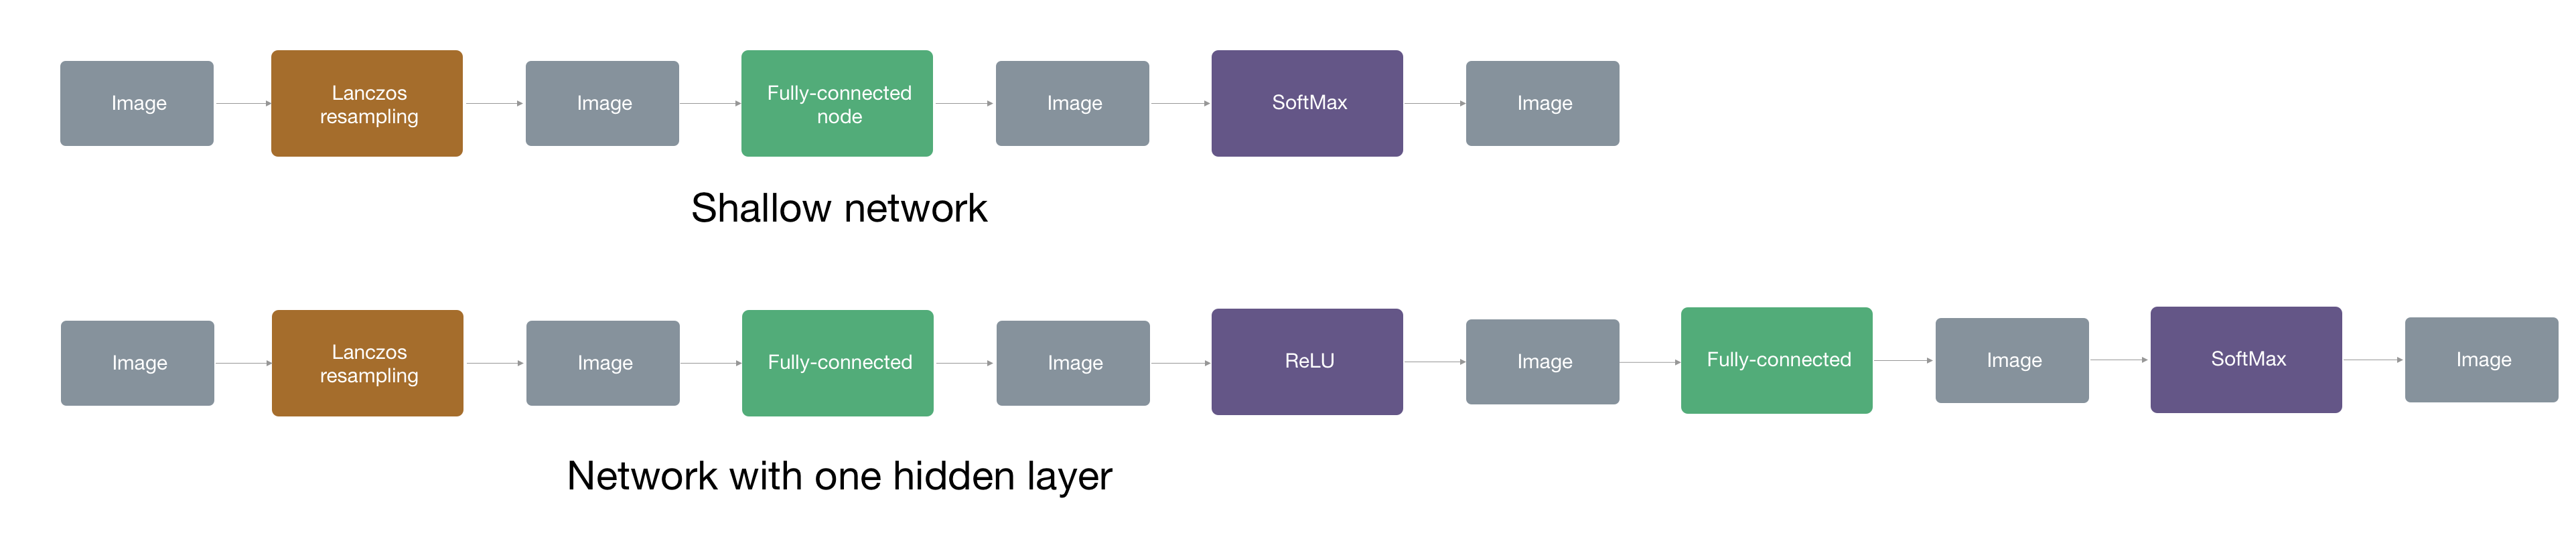 Image
Lanczos
resampling
Image
Fully-connected
node
Image
SoftMax
Image
Shallow network
Image
Lanczos
resampling
Image
Fully-connected
Image
ReLU
Image
Fully-connected
Image
SoftMax
Image
Network with one hidden layer